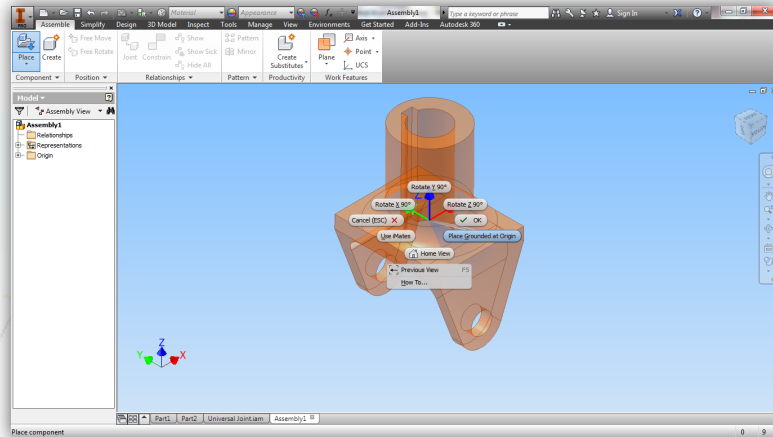 Material
Appearance
Assembly1
Type a keyword or phrase
Sign In
PRO
Assemble Simplify Design 3D Model Inspect Tools Manage View Environments Get Started Add-Ins Autodesk 360
Place
Create
Free Move
Free Rotate
Joint
Constrain
Show
Show Sick
Hide All
Pattern
Mirror
Create Substitutes
Plane
Axis
Point
UCS
Component Position Relationships Pattern Productivity Work Features
Model
Assembly View
Assembly1
Relationships
Representations
Origin
Rotate Y 90°
Z
Rotate X 90°
Rotate Z 90°
Cancel (ESC)
OK
Use iMates
Place Grounded at Origin
Home View
Previous View F5
How To...
Z
Y X
Part1 Part2 Universal Joint.iam Assembly1
Place component 0 9